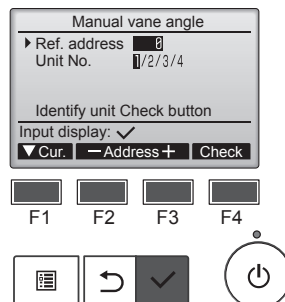 Manual vane angle
Ref. address 0
Unit No. 1/2/3/4
Identify unit Check button
Input display: ✓
▼Cur. －Address＋ Check
F1 F2 F3 F4